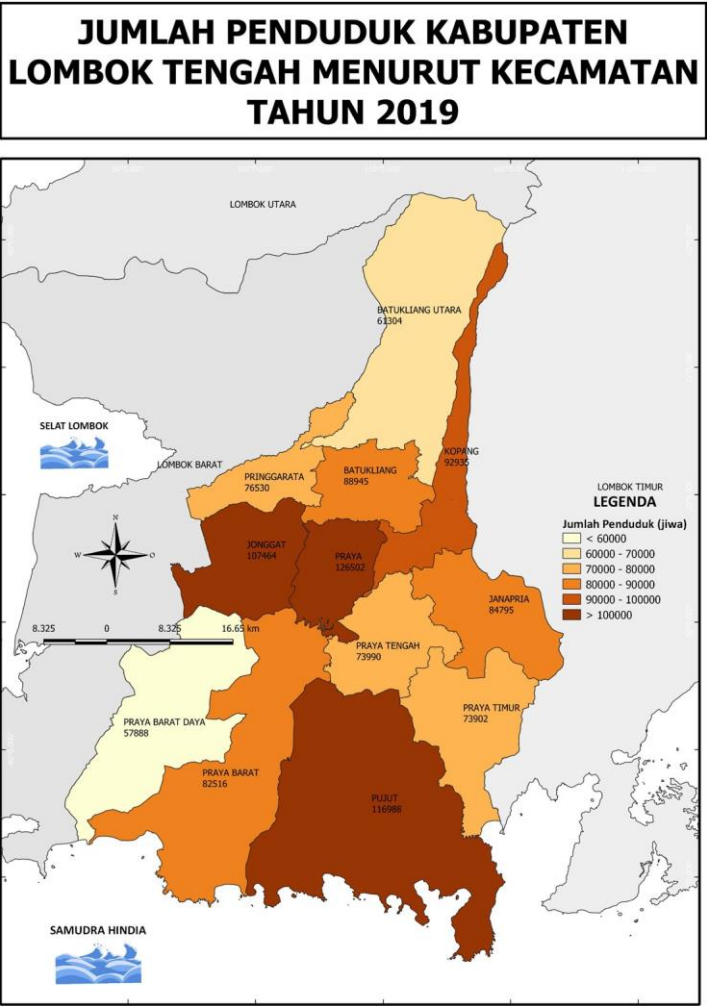 JUMLAH PENDUDUK KABUPATEN
LOMBOK TENGAH MENURUT KECAMATAN
TAHUN 2019
LOMBOK UTARA
BATUKLIANG UTARA
61304
SELAT LOMBOK
LOMBOK BARAT
KOPANG
92935
PRINGGARATA
76530
BATUKLIANG
88945
LOMBOK TIMUR
LEGENDA
Jumlah Penduduk (jiwa)
< 60000
60000 - 70000
70000 - 80000
80000 - 90000
90000 - 100000
> 100000
N
W
O
S
JONGGAT
107464
PRAYA
126502
JANAPRIA
84795
8.325 0 8.325 16.65 km
PRAYA TENGAH
73990
PRAYA TIMUR
73902
PRAYA BARAT DAYA
57888
PRAYA BARAT
82516
PUJUT
116988
SAMUDRA HINDIA